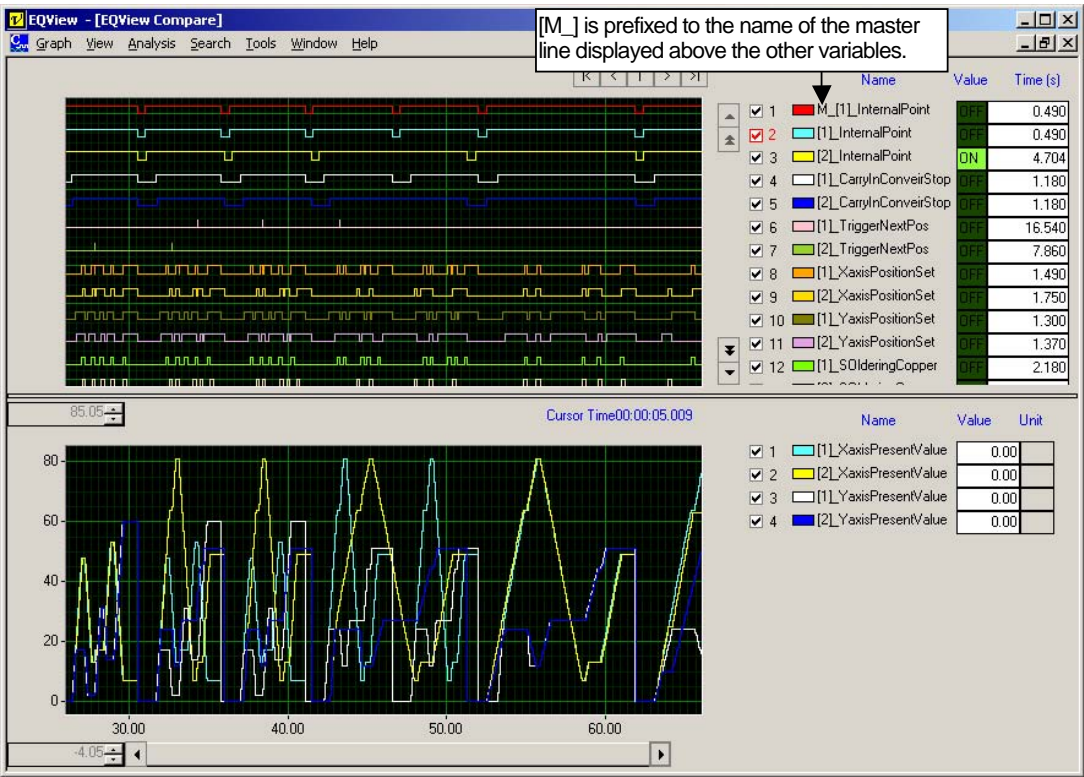 EQView - [EQView Compare]
[M_] is prefixed to the name of the master
line displayed above the other variables.
Graph View Analysis Search Tools Window Help
Name Value Time (s)
1 M_[1]_InternalPoint OFF 0.490
2 [1]_InternalPoint OFF 0.490
3 [2]_InternalPoint ON 4.704
4 [1]_CarryInConveirStop OFF 1.180
5 [2]_CarryInConveirStop OFF 1.180
6 [1]_TriggerNextPos OFF 16.540
7 [2]_TriggerNextPos OFF 7.860
8 [1]_XaxisPositionSet OFF 1.490
9 [2]_XaxisPositionSet OFF 1.750
10 [1]_YaxisPositionSet OFF 1.300
11 [2]_YaxisPositionSet OFF 1.370
12 [1]_SOlderingCopper OFF 2.180
85.05
Cursor Time00:00:05.009
Name Value Unit
1 [1]_XaxisPresentValue 0.00
2 [2]_XaxisPresentValue 0.00
3 [1]_YaxisPresentValue 0.00
4 [2]_YaxisPresentValue 0.00
80
60
40
20
0
30.00 40.00 50.00 60.00
-4.05